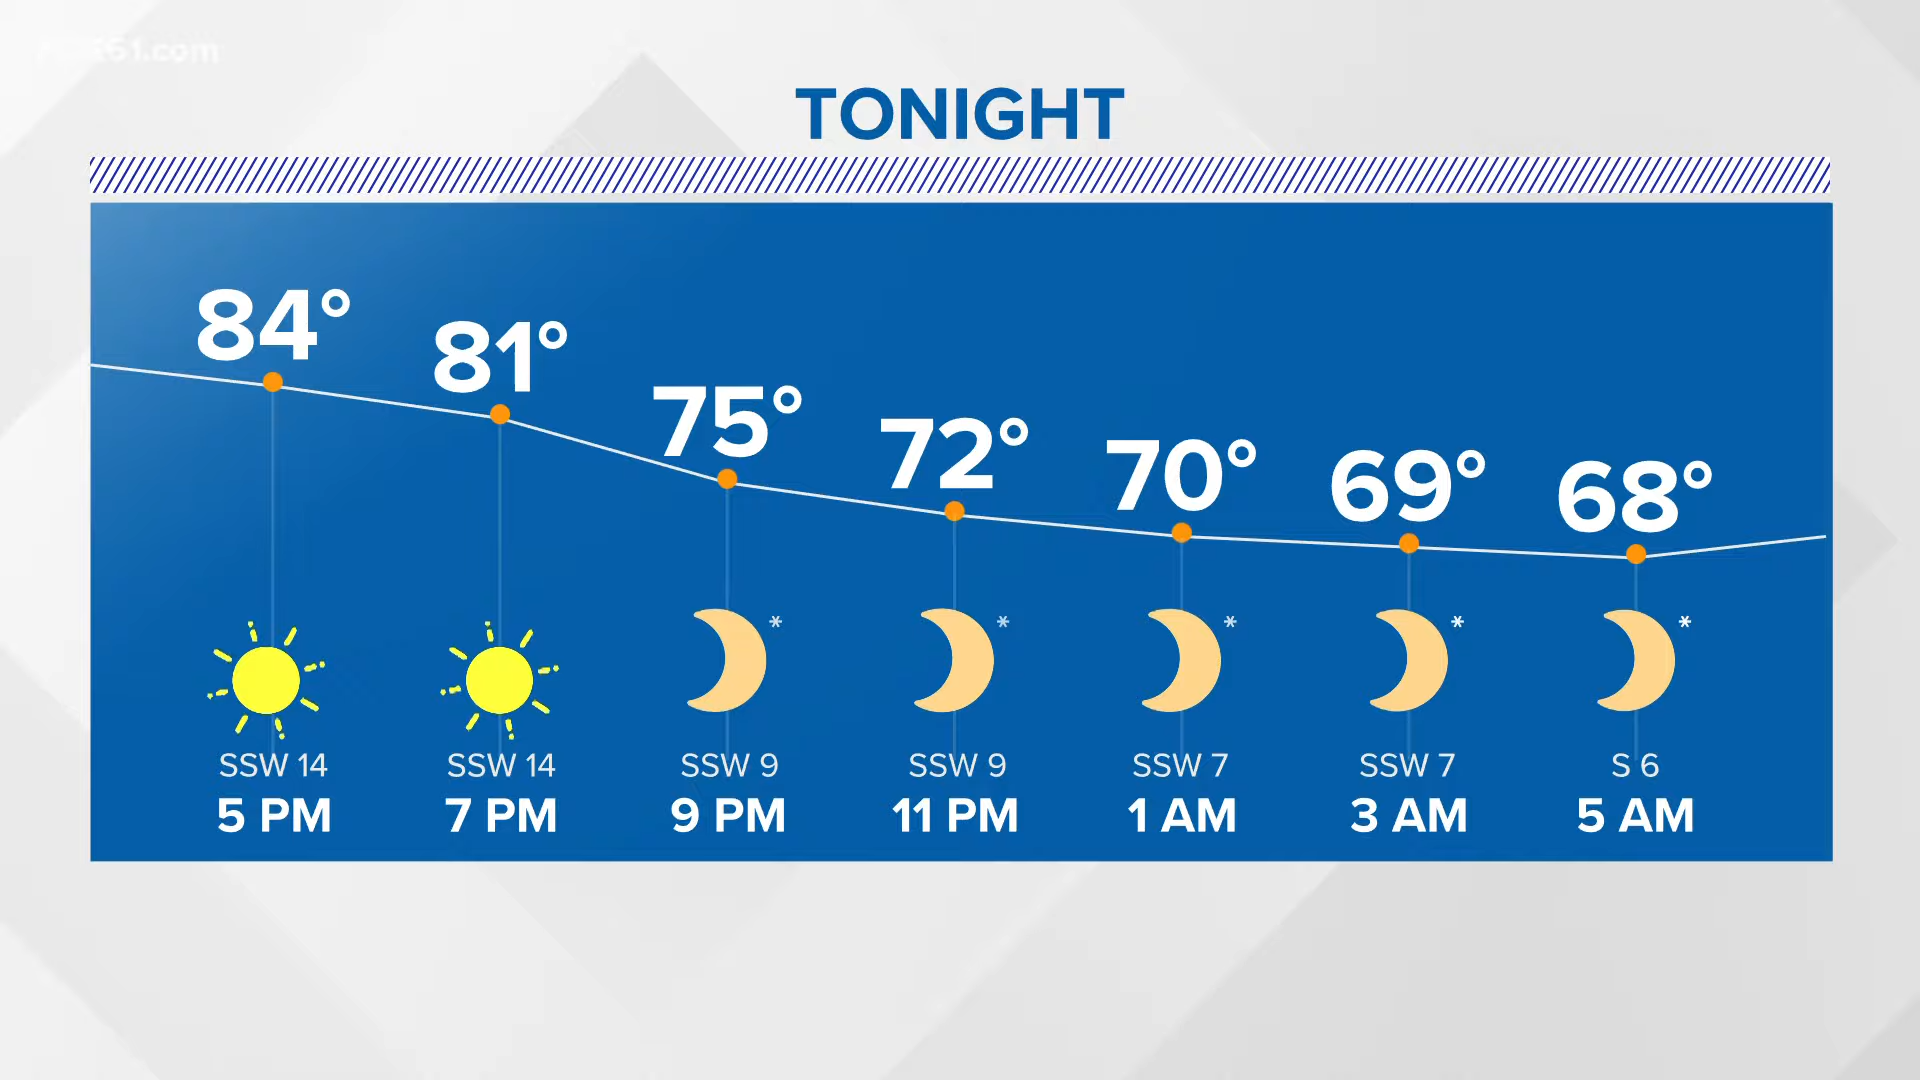 TONIGHT
84° 81° 75° 72° 70° 69° 68°
SSW 14 SSW 14 SSW 9 SSW 9 SSW 7 SSW 7 S 6
5 PM 7 PM 9 PM 11 PM 1 AM 3 AM 5 AM